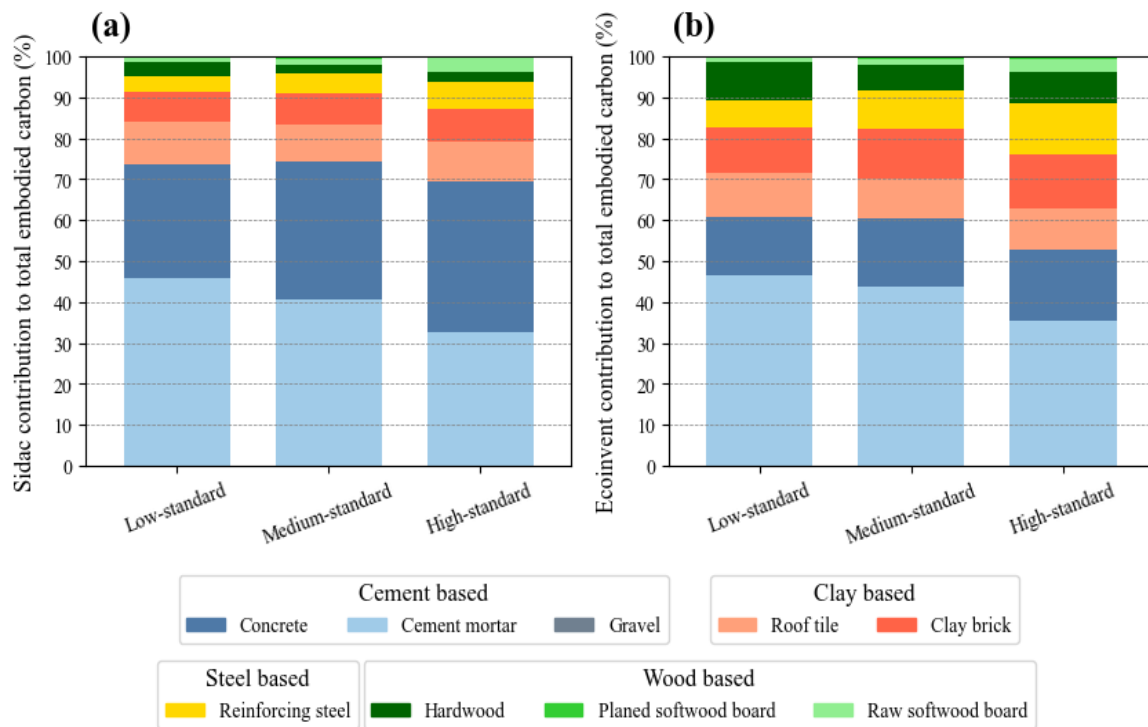 (a)
(b)
Sidac contribution to total embodied carbon (%)
100
90
80
70
60
50
40
30
20
10
0
Low-standard
Medium-standard
High-standard
Ecoinvent contribution to total embodied carbon (%)
100
90
80
70
60
50
40
30
20
10
0
Low-standard
Medium-standard
High-standard
Cement based
Concrete Cement mortar Gravel
Clay based
Roof tile Clay brick
Steel based
Reinforcing steel
Wood based
Hardwood Planed softwood board Raw softwood board